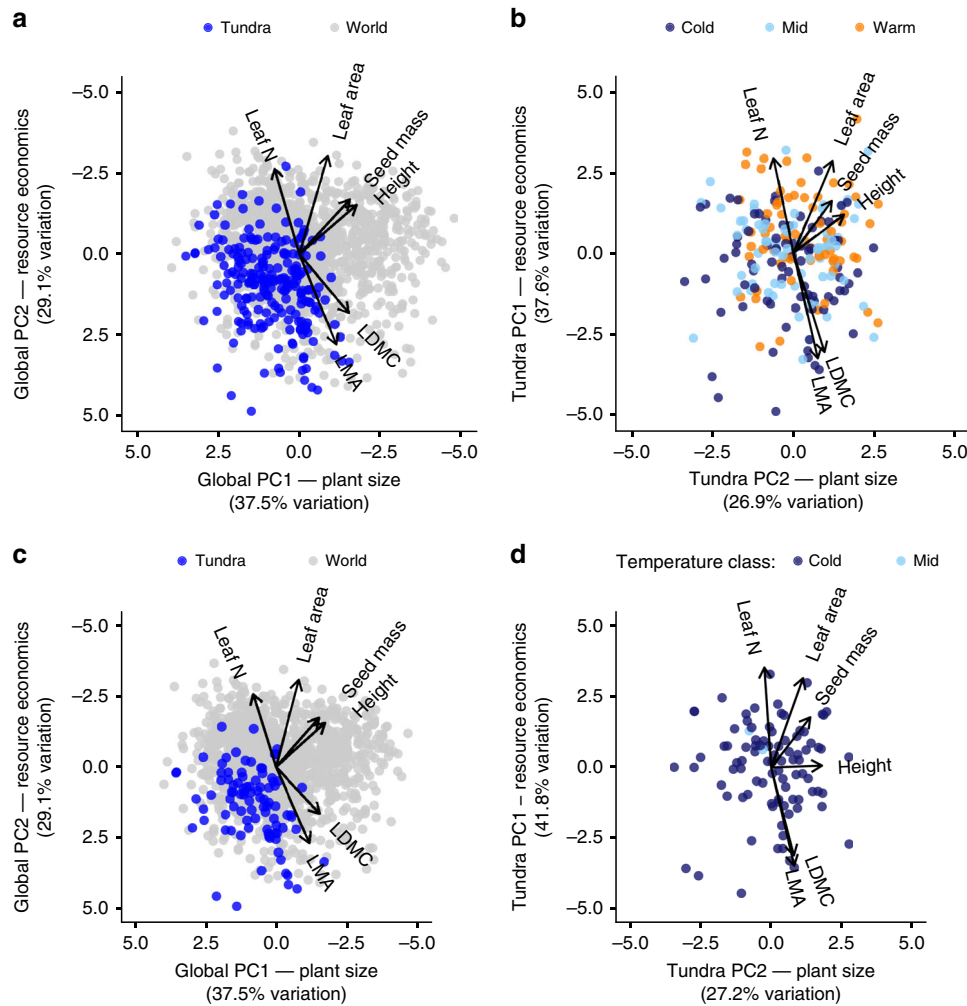 a
Tundra World
Global PC2 — resource economics
(29.1% variation)
–5.0
–2.5
0.0
2.5
5.0
Leaf N
Leaf area
Seed mass
Height
LDMC
LMA
5.0 2.5 0.0 –2.5 –5.0
Global PC1 — plant size
(37.5% variation)
b
Cold Mid Warm
Tundra PC1 — resource economics
(37.6% variation)
5.0
2.5
0.0
–2.5
–5.0
Leaf N
Leaf area
Seed mass
Height
LDMC
LMA
–5.0 –2.5 0.0 2.5 5.0
Tundra PC2 — plant size
(26.9% variation)
c
Tundra World
Global PC2 — resource economics
(29.1% variation)
–5.0
–2.5
0.0
2.5
5.0
Leaf N
Leaf area
Seed mass
Height
LDMC
LMA
5.0 2.5 0.0 –2.5 –5.0
Global PC1 — plant size
(37.5% variation)
d
Temperature class: Cold Mid
Tundra PC1 – resource economics
(41.8% variation)
5.0
2.5
0.0
–2.5
–5.0
Leaf N
Leaf area
Seed mass
Height
LDMC
LMA
–5.0 –2.5 0.0 2.5 5.0
Tundra PC2 — plant size
(27.2% variation)